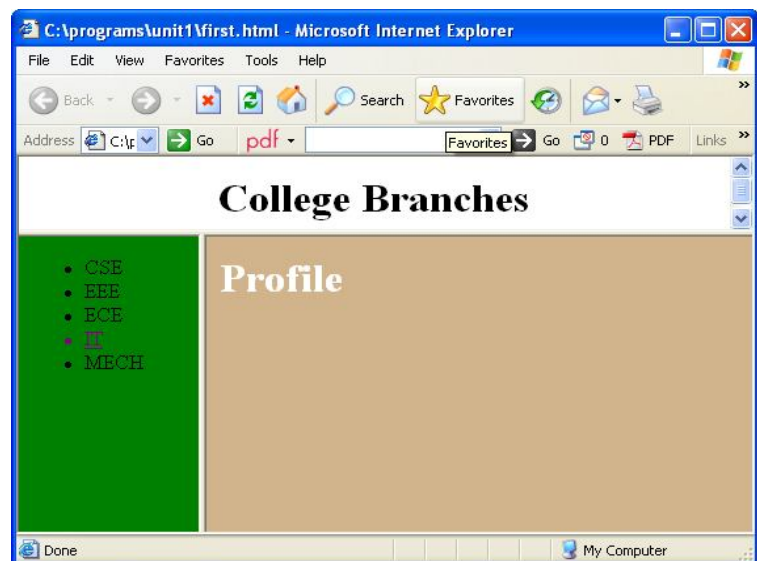 C:\programs\unit1\first.html - Microsoft Internet Explorer
File Edit View Favorites Tools Help
Back Search Favorites
Address C:\p Go pdf Favorites Go 0 PDF Links
College Branches
CSE
EEE
ECE
IT
MECH
Profile
Done My Computer